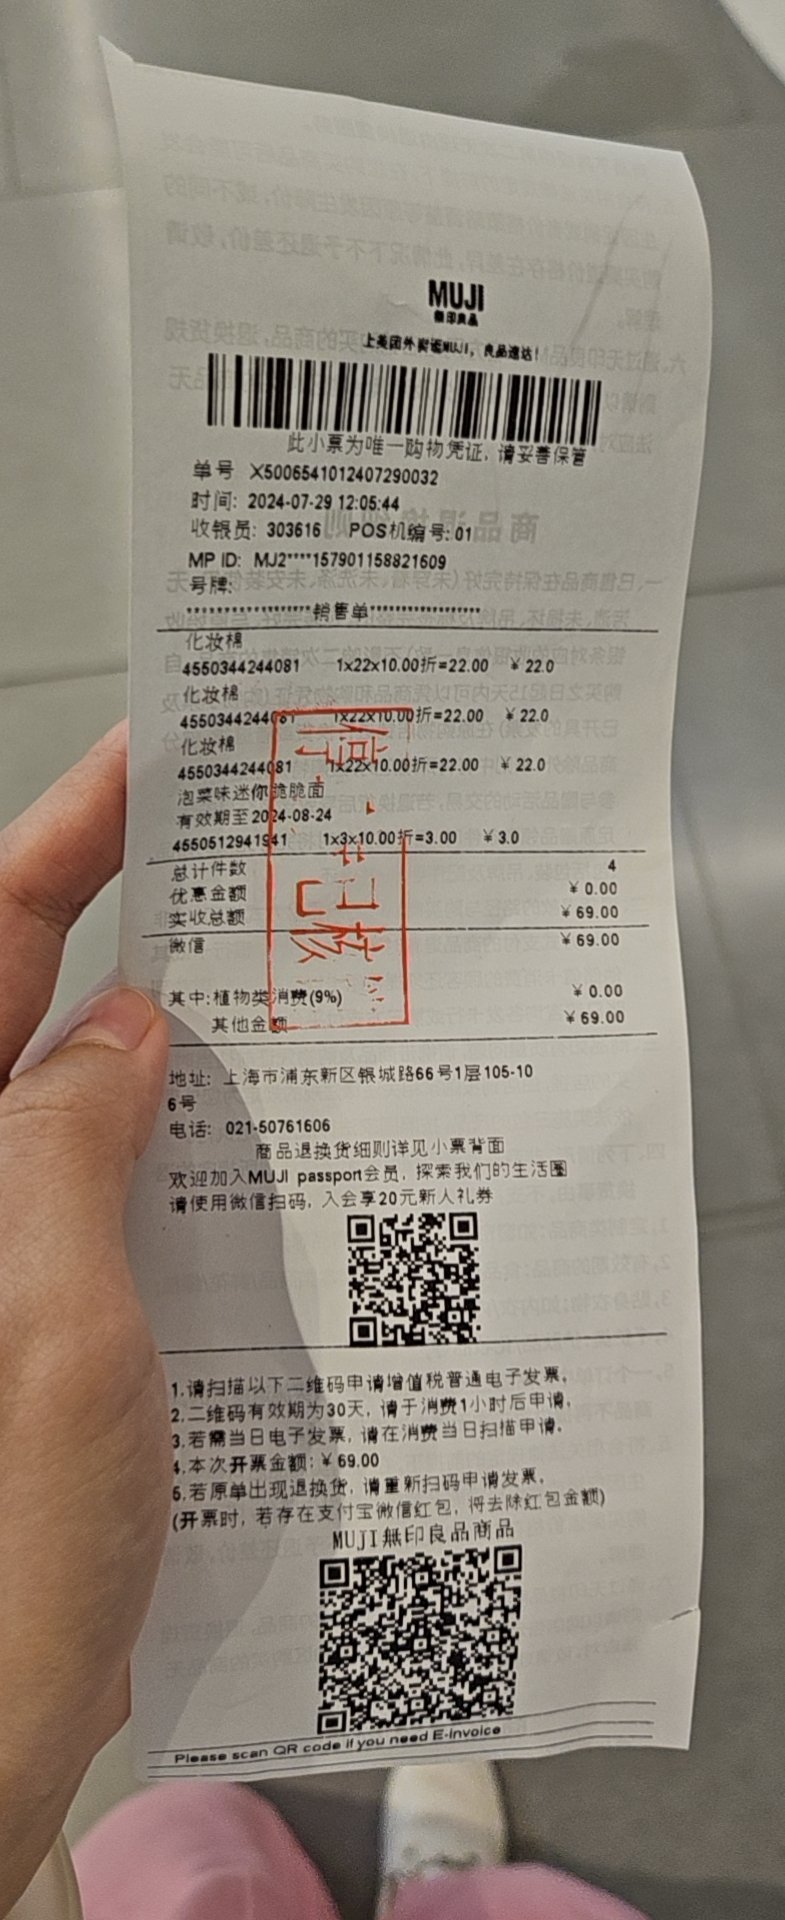 MUJI
無印良品
上美团外卖逛MUJI，良品速达！
此小票为唯一购物凭证，请妥善保管
单号 X5006541012407290032
时间: 2024-07-29 12:05:44
收银员: 303616 POS机编号: 01
MP ID: MJ2****157901158821609
号牌:
******************销售单******************
化妆棉
4550344244081 1x22x10.00折=22.00 ￥22.0
化妆棉
4550344244081 1x22x10.00折=22.00 ￥22.0
化妆棉
4550344244081 1x22x10.00折=22.00 ￥22.0
泡菜味迷你脆脆面
有效期至2024-08-24
4550512941941 1x3x10.00折=3.00 ￥3.0
总计件数 4
优惠金额 ￥0.00
实收总额 ￥69.00
微信 ￥69.00
其中:植物类消费(9%) ￥0.00
其他金额 ￥69.00
已核
地址: 上海市浦东新区银城路66号1层105-10
6号
电话: 021-50761606
商品退换货细则详见小票背面
欢迎加入MUJI passport会员, 探索我们的生活圈
请使用微信扫码, 入会享20元新人礼券
1.请扫描以下二维码申请增值税普通电子发票,
2.二维码有效期为30天, 请于消费1小时后申请,
3.若需当日电子发票, 请在消费当日扫描申请.
4.本次开票金额:￥69.00
5.若原单出现退换货, 请重新扫码申请发票,
(开票时, 若存在支付宝微信红包, 将去除红包金额)
MUJI無印良品商品
Please scan QR code if you need E-Invoice